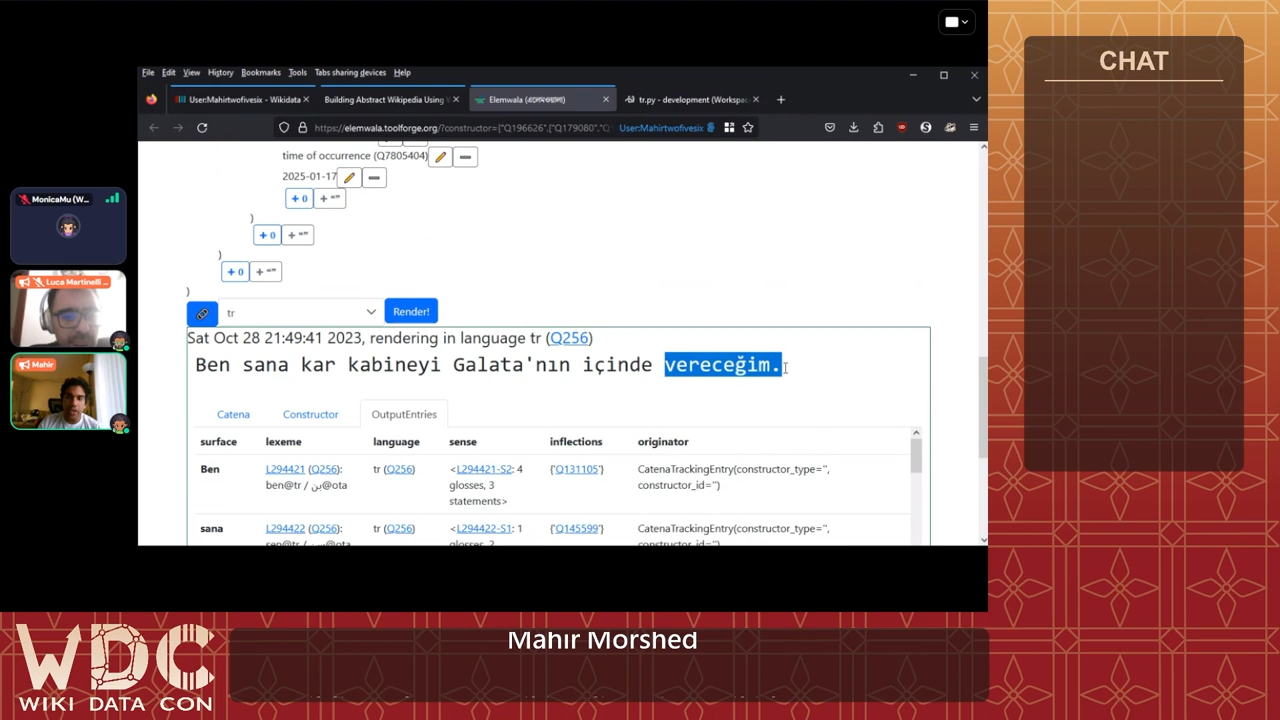 CHAT
File Edit View History Bookmarks Tools Tabs sharing devices Help
User:Mahirtwofivesix - Wikidata
Building Abstract Wikipedia Using
Elemwala (এলেমওয়ালা)
tr.py - development (Workspac
https://elemwala.toolforge.org/?constructor=["Q196626",["Q179080","Q
User:Mahirtwofivesix
time of occurrence (Q7805404)
2025-01-17
+ 0 + “”
)
+ 0 + “”
)
+ 0 + “”
)
tr Render!
Sat Oct 28 21:49:41 2023, rendering in language tr (Q256)
Ben sana kar kabineyi Galata'nın içinde vereceğim.
Catena Constructor OutputEntries
surface lexeme language sense inflections originator
Ben L294421 (Q256): tr (Q256) <L294421-S2: 4 {'Q131105'} CatenaTrackingEntry(constructor_type='',
ben@tr / بن@ota glosses, 3 constructor_id='')
statements>
sana L294422 (Q256): tr (Q256) <L294422-S1: 1 {'Q145599'} CatenaTrackingEntry(constructor_type='',
MonicaMu (W...
Luca Martinelli ...
Mahir
WDC
WIKI DATA CON
Mahir Morshed